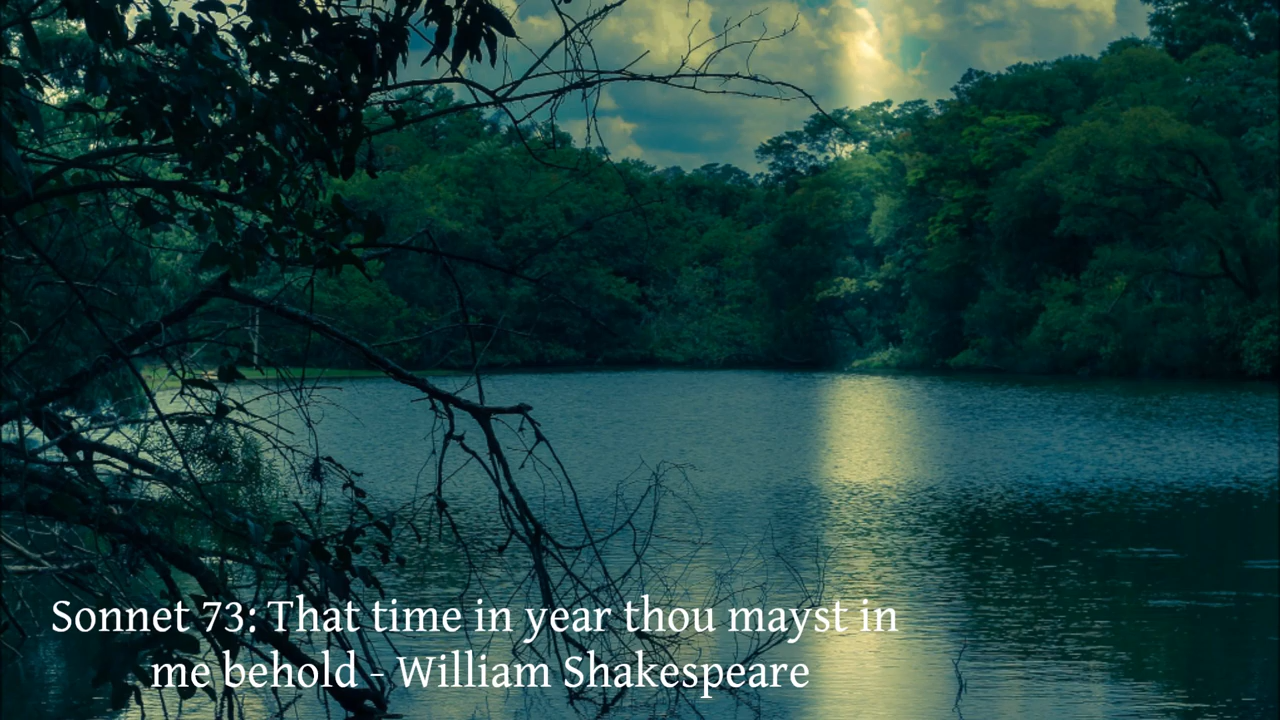 Sonnet 73: That time in year thou mayst in
me behold - William Shakespeare